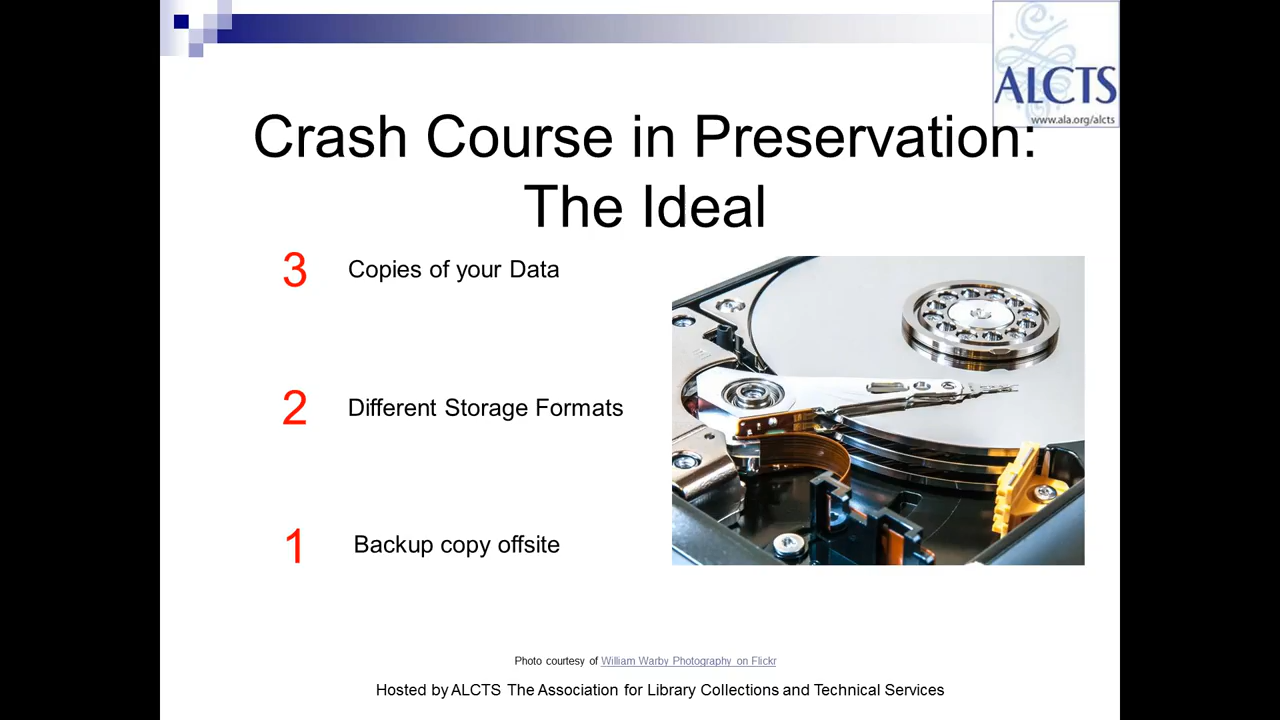 ALCTS
www.ala.org/alcts
Crash Course in Preservation:
The Ideal
3 Copies of your Data
2 Different Storage Formats
1 Backup copy offsite
Photo courtesy of William Warby Photography on Flickr
Hosted by ALCTS The Association for Library Collections and Technical Services